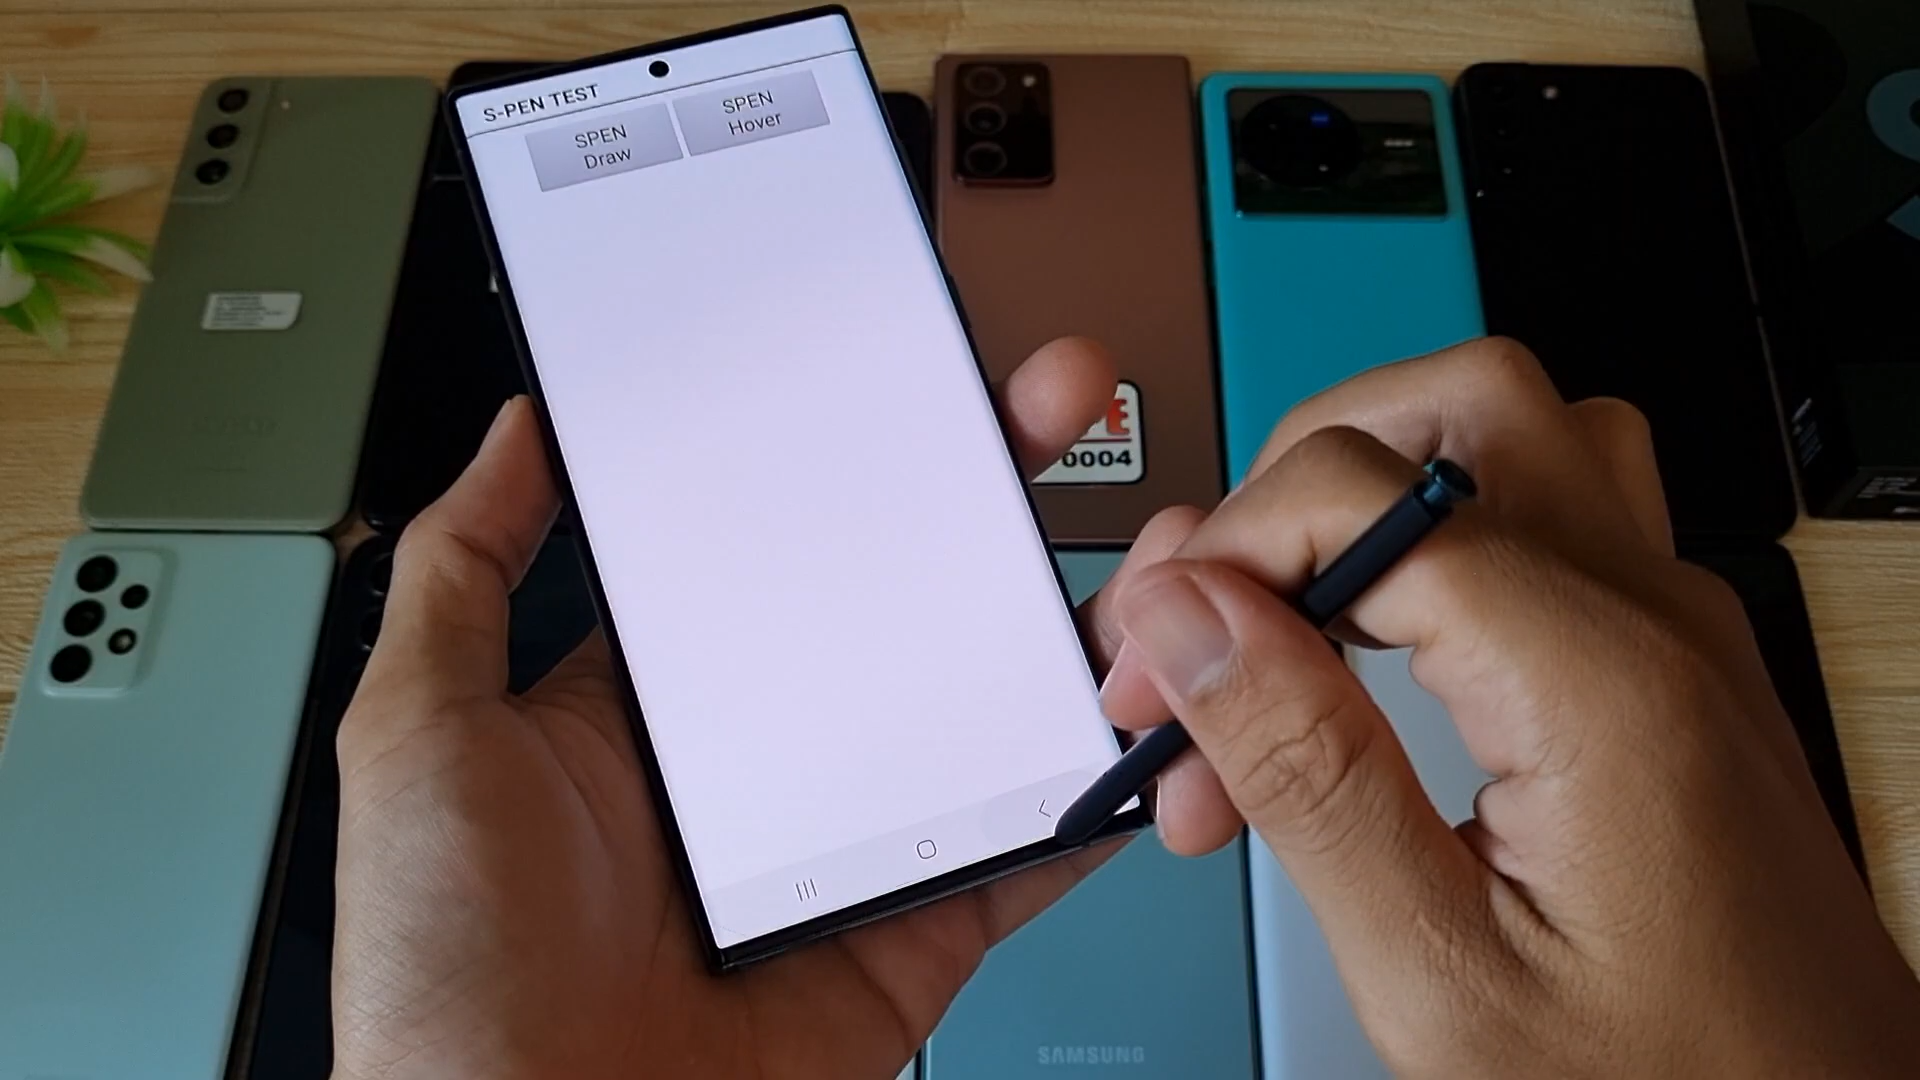 S-PEN TEST
SPEN
Draw
SPEN
Hover
E
0004
SAMSUNG